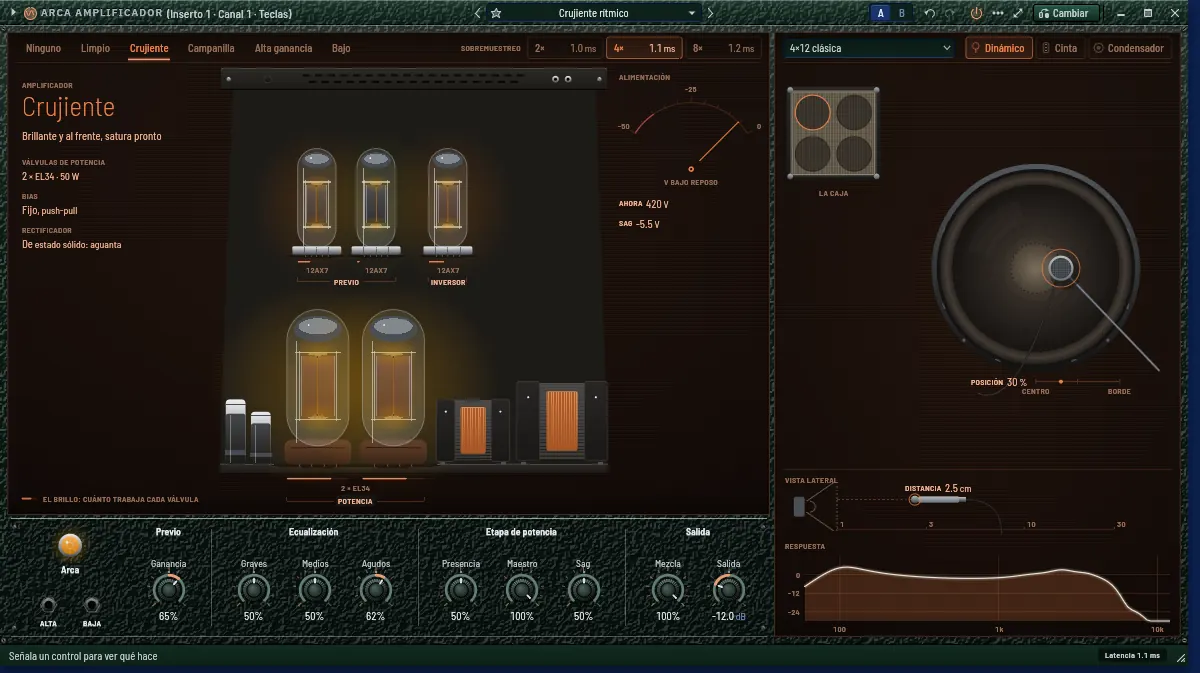 ARCA AMPLIFICADOR (Inserto 1 · Canal 1 · Teclas)
Crujiente rítmico
A B
Cambiar
Ninguno Limpio Crujiente Campanilla Alta ganancia Bajo
SOBREMUESTREO 2× 1.0 ms 4× 1.1 ms 8× 1.2 ms
4×12 clásica
Dinámico Cinta Condensador
AMPLIFICADOR
Crujiente
Brillante y al frente, satura pronto
VÁLVULAS DE POTENCIA
2 × EL34 · 50 W
BIAS
Fijo, push-pull
RECTIFICADOR
De estado sólido: aguanta
12AX7 12AX7 12AX7
PREVIO INVERSOR
2 × EL34
POTENCIA
EL BRILLO: CUÁNTO TRABAJA CADA VÁLVULA
ALIMENTACIÓN
-50 -25 0
V BAJO REPOSO
AHORA 420 V
SAG -5.5 V
LA CAJA
POSICIÓN 30 %
CENTRO BORDE
VISTA LATERAL
DISTANCIA 2.5 cm
1 3 10 30
RESPUESTA
0
-12
-24
100 1k 10k
Arca
ALTA BAJA
Previo
Ganancia
65%
Ecualización
Graves Medios Agudos
50% 50% 62%
Etapa de potencia
Presencia Maestro Sag
50% 100% 50%
Salida
Mezcla Salida
100% -12.0 dB
Señala un control para ver qué hace
Latencia 1.1 ms